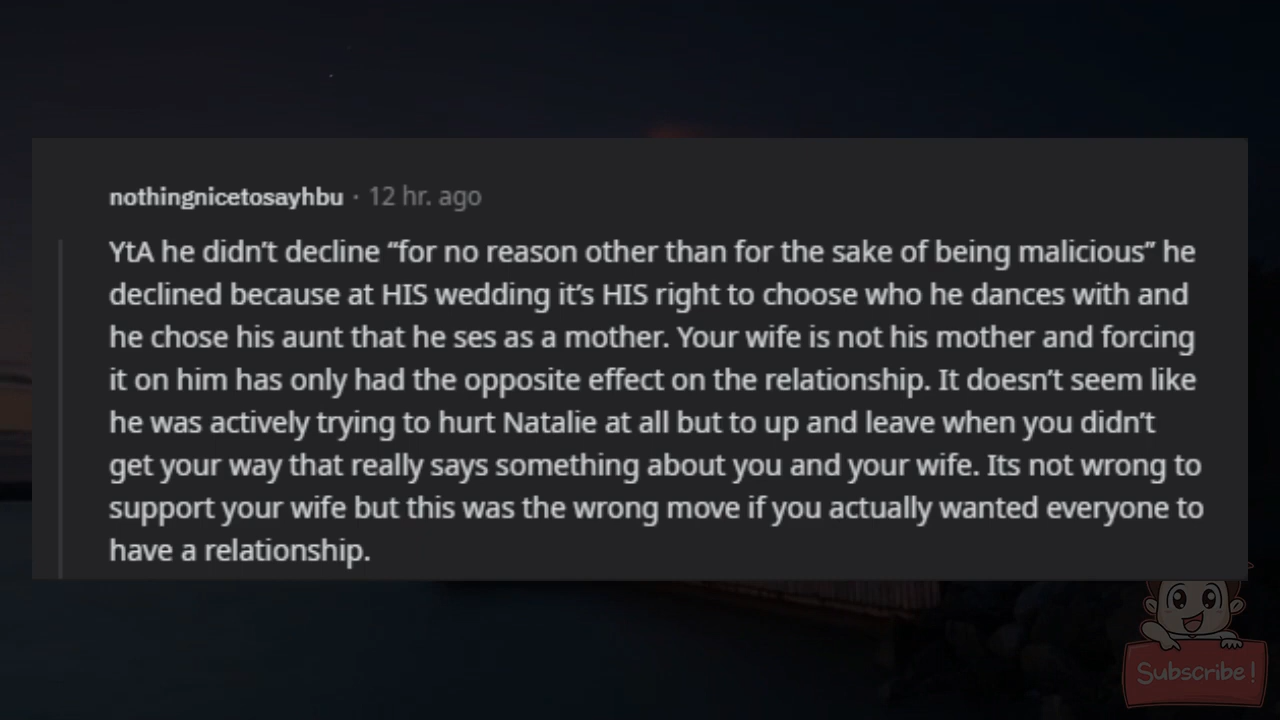 nothingnicetosayhbu · 12 hr. ago
YtA he didn’t decline “for no reason other than for the sake of being malicious” he
declined because at HIS wedding it’s HIS right to choose who he dances with and
he chose his aunt that he ses as a mother. Your wife is not his mother and forcing
it on him has only had the opposite effect on the relationship. It doesn’t seem like
he was actively trying to hurt Natalie at all but to up and leave when you didn’t
get your way that really says something about you and your wife. Its not wrong to
support your wife but this was the wrong move if you actually wanted everyone to
have a relationship.
Subscribe!